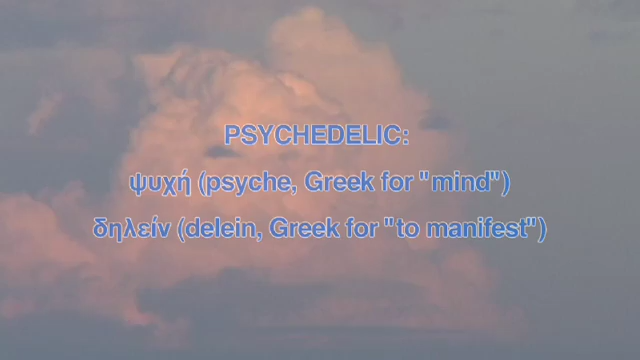 PSYCHEDELIC:
ψυχή (psyche, Greek for "mind")
δηλείν (delein, Greek for "to manifest")